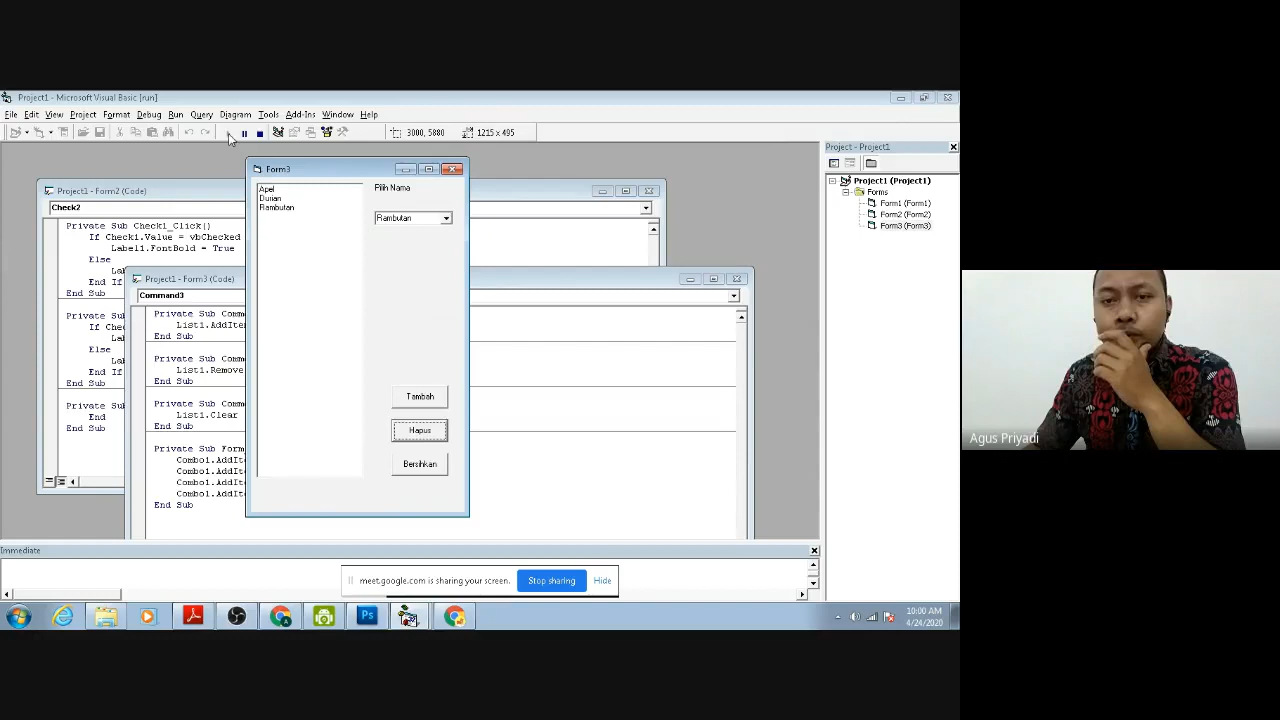 Project1 - Microsoft Visual Basic [run]
File Edit View Project Format Debug Run Query Diagram Tools Add-Ins Window Help
3000, 5880 1215 x 495
Project - Project1
Project1 (Project1)
Forms
Form1 (Form1)
Form2 (Form2)
Form3 (Form3)
Project1 - Form2 (Code)
Check2
Private Sub Check1_Click()
If Check1.Value = vbChecked
Label1.FontBold = True
Else
La
End If
End Sub
Private Sub
If Chec
La
Else
La
End If
End Sub
Private Sub
End
End Sub
Project1 - Form3 (Code)
Command3
Private Sub Comm
List1.AddIte
End Sub
Private Sub Comm
List1.Remove
End Sub
Private Sub Comm
List1.Clear
End Sub
Private Sub Form
Combo1.AddIte
Combo1.AddIte
Combo1.AddIte
Combo1.AddIte
End Sub
Form3
Apel
Durian
Rambutan
Pilih Nama
Rambutan
Tambah
Hapus
Bersihkan
Immediate
meet.google.com is sharing your screen.
Stop sharing
Hide
Ps
10:00 AM
4/24/2020
Agus Priyadi